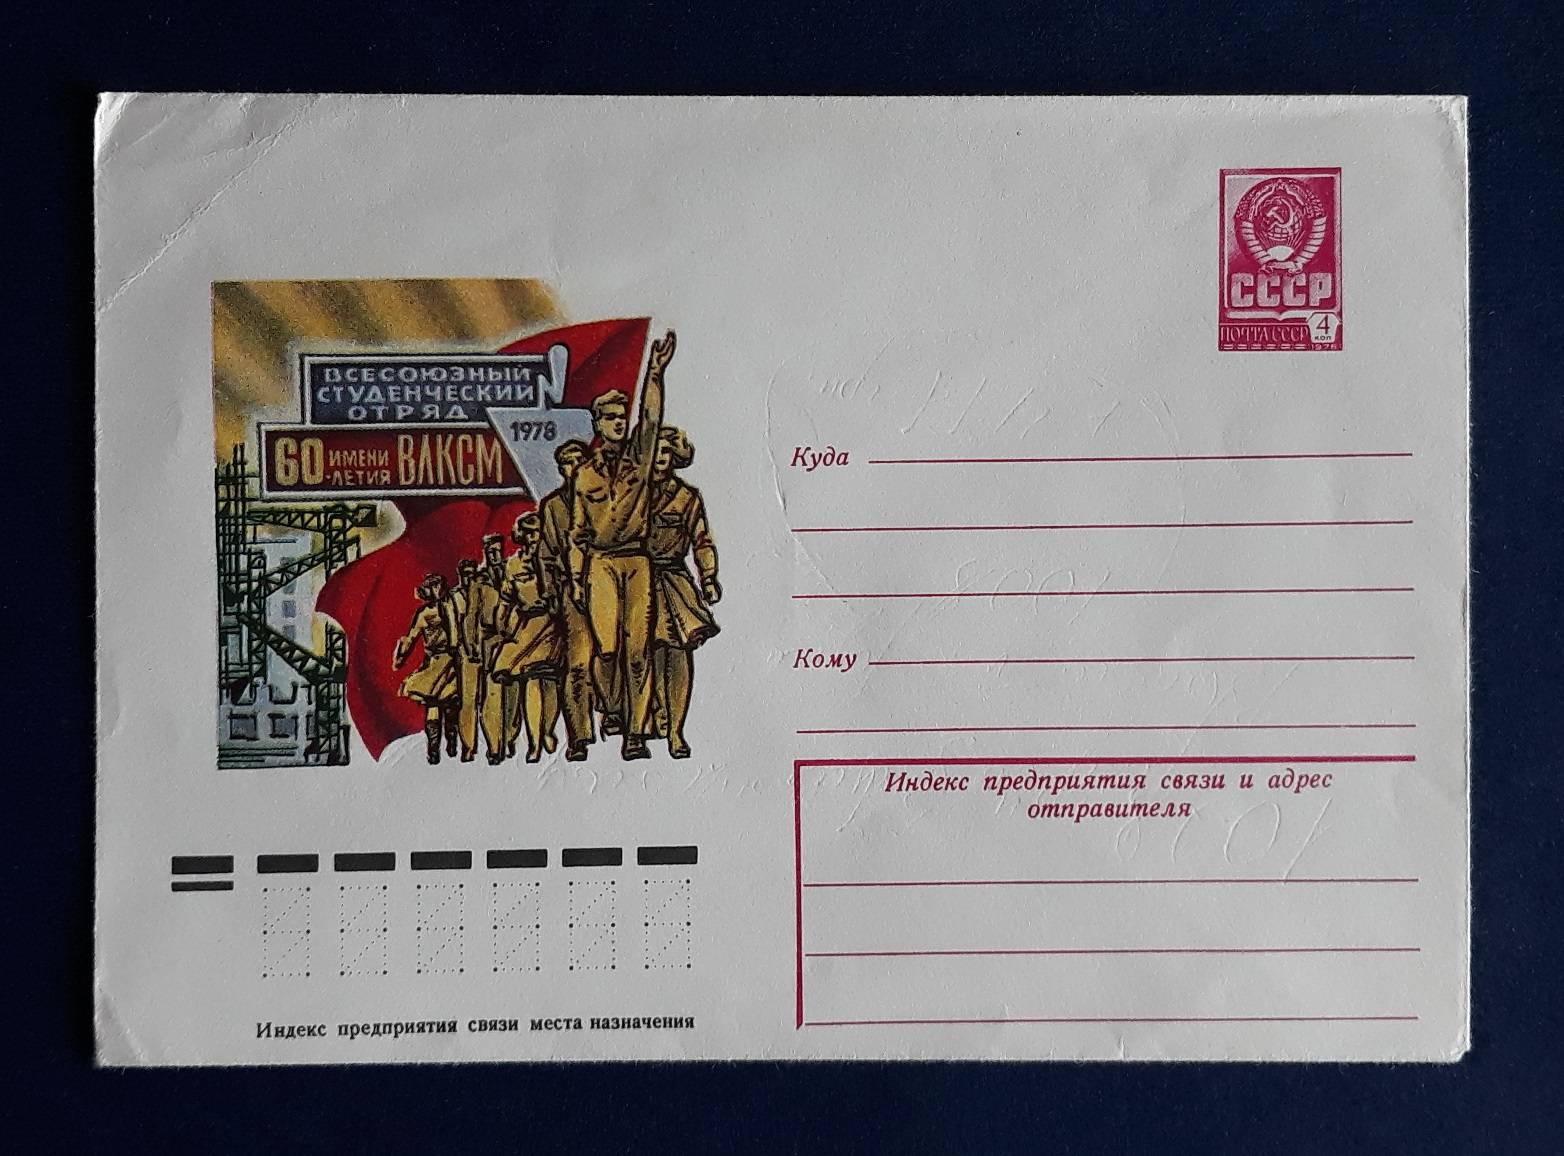 СССР
ПОЧТА СССР 4 коп
1976
ВСЕСОЮЗНЫЙ
СТУДЕНЧЕСКИЙ
ОТРЯД
1978
60 ИМЕНИ -ЛЕТИЯ ВЛКСМ
Куда
Кому
Индекс предприятия связи и адрес
отправителя
Индекс предприятия связи места назначения